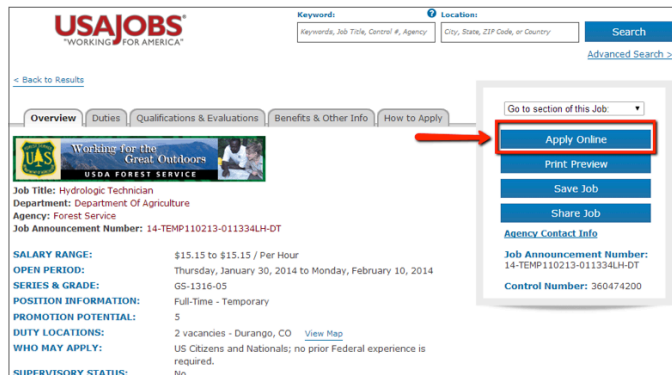 USAJOBS®
"WORKING FOR AMERICA"
Keyword:
? Location:
Keywords, Job Title, Control #, Agency
City, State, ZIP Code, or Country
Search
Advanced Search >
< Back to Results
Overview
Duties
Qualifications & Evaluations
Benefits & Other Info
How to Apply
UAS
Working for the
Great Outdoors
USDA FOREST SERVICE
Job Title: Hydrologic Technician
Department: Department Of Agriculture
Agency: Forest Service
Job Announcement Number: 14-TEMP110213-011334LH-DT
SALARY RANGE: $15.15 to $15.15 / Per Hour
OPEN PERIOD: Thursday, January 30, 2014 to Monday, February 10, 2014
SERIES & GRADE: GS-1316-05
POSITION INFORMATION: Full-Time - Temporary
PROMOTION POTENTIAL: 5
DUTY LOCATIONS: 2 vacancies - Durango, CO View Map
WHO MAY APPLY: US Citizens and Nationals; no prior Federal experience is
required.
SUPERVISORY STATUS: No
Go to section of this Job:
Apply Online
Print Preview
Save Job
Share Job
Agency Contact Info
Job Announcement Number:
14-TEMP110213-011334LH-DT
Control Number: 360474200